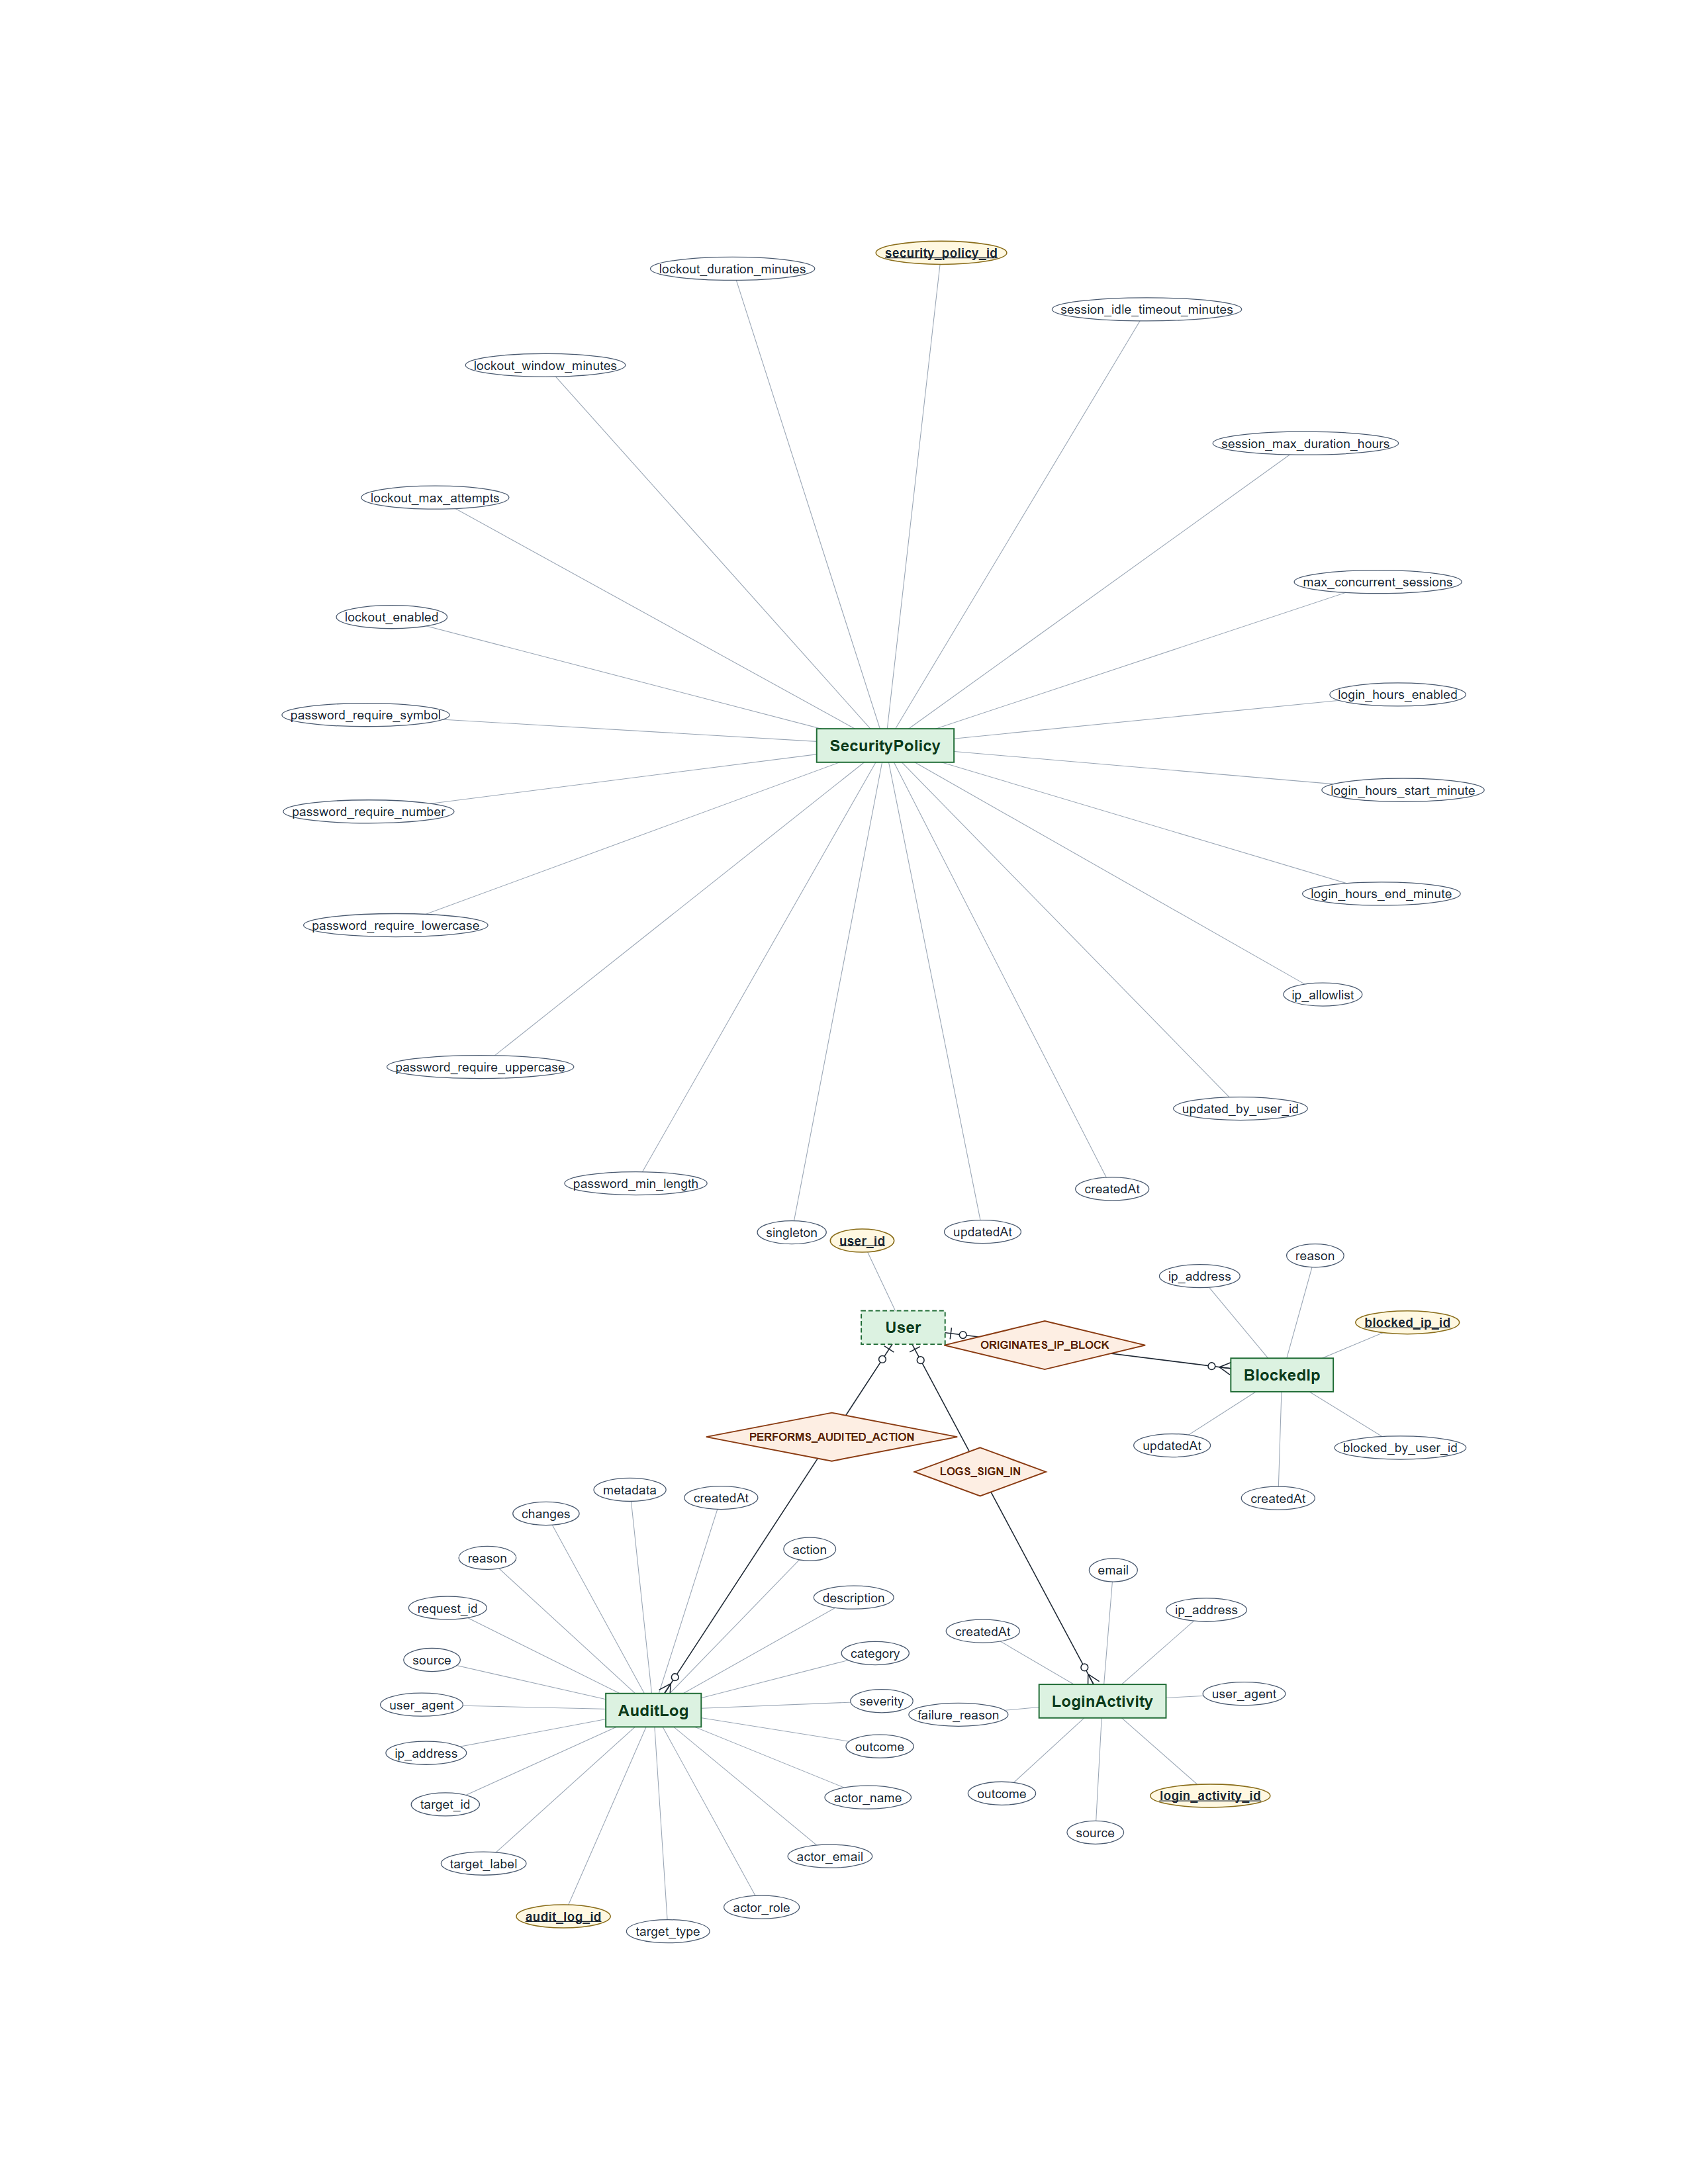 security_policy_id
lockout_duration_minutes
session_idle_timeout_minutes
lockout_window_minutes
session_max_duration_hours
lockout_max_attempts
max_concurrent_sessions
lockout_enabled
login_hours_enabled
password_require_symbol
SecurityPolicy
login_hours_start_minute
password_require_number
login_hours_end_minute
password_require_lowercase
ip_allowlist
password_require_uppercase
updated_by_user_id
password_min_length
createdAt
singleton
updatedAt
user_id
reason
ip_address
blocked_ip_id
User
ORIGINATES_IP_BLOCK
BlockedIp
PERFORMS_AUDITED_ACTION
updatedAt
blocked_by_user_id
LOGS_SIGN_IN
createdAt
metadata
createdAt
changes
action
reason
email
description
request_id
ip_address
createdAt
category
source
user_agent
severity
user_agent
AuditLog
LoginActivity
failure_reason
outcome
ip_address
outcome
login_activity_id
actor_name
target_id
source
actor_email
target_label
actor_role
audit_log_id
target_type